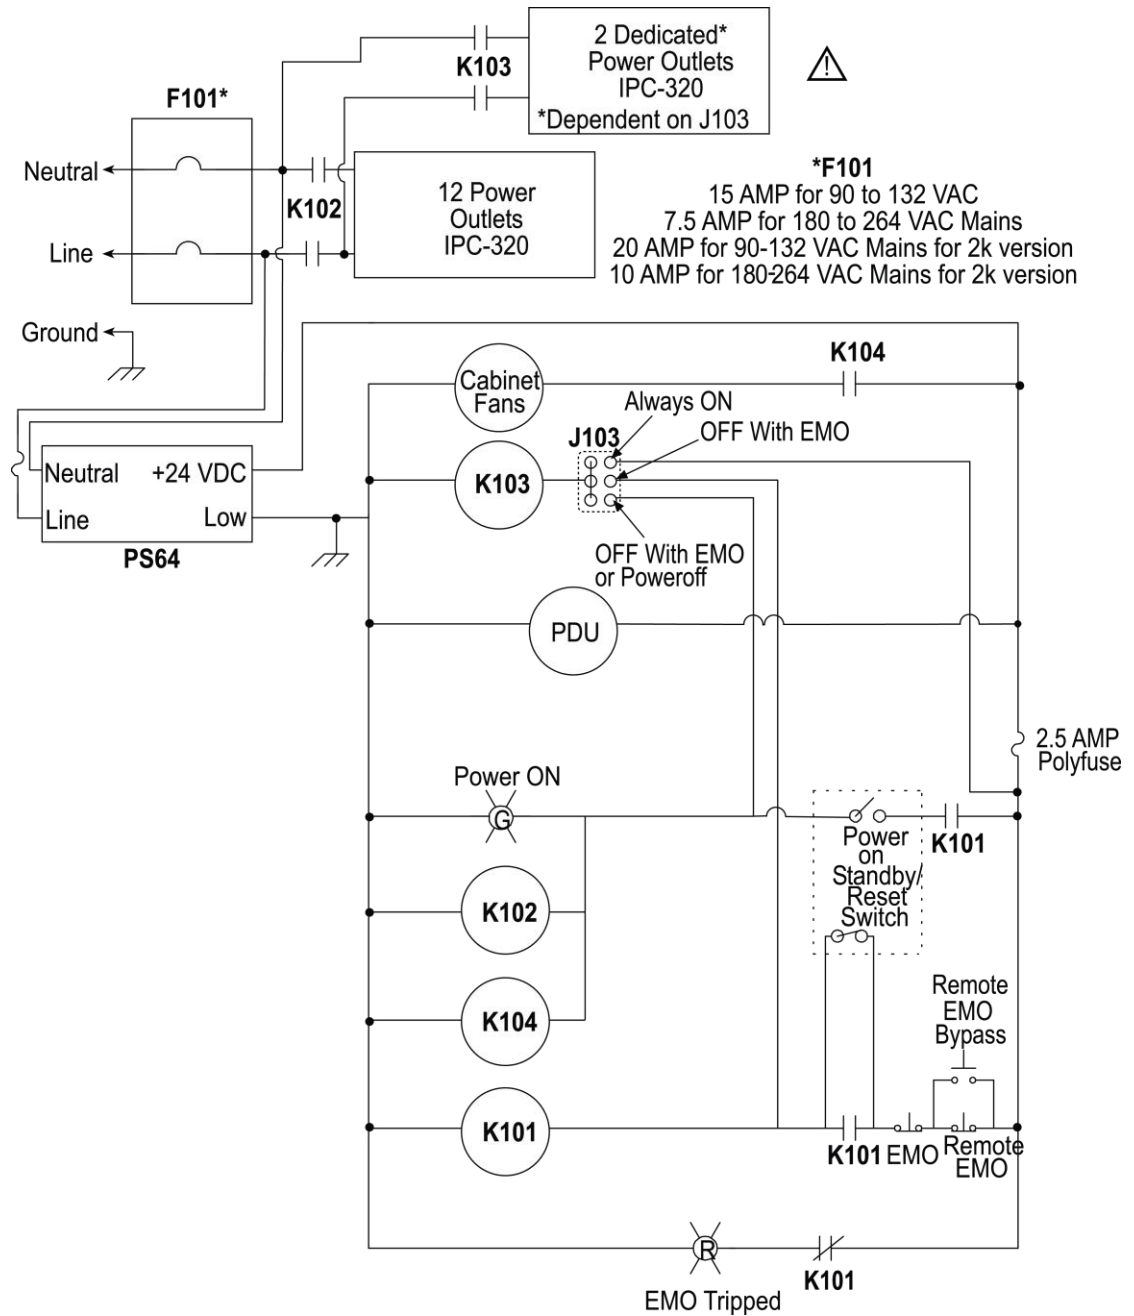 2 Dedicated*
Power Outlets
IPC-320
*Dependent on J103
K103
F101*
Neutral
K102
12 Power
Outlets
IPC-320
Line
*F101
15 AMP for 90 to 132 VAC
7.5 AMP for 180 to 264 VAC Mains
20 AMP for 90-132 VAC Mains for 2k version
10 AMP for 180-264 VAC Mains for 2k version
Ground
K104
Cabinet
Fans
Always ON
J103
OFF With EMO
Neutral +24 VDC
Line Low
PS64
K103
OFF With EMO
or Poweroff
PDU
2.5 AMP
Polyfuse
Power ON
G
Power
on
Standby/
Reset
Switch
K101
K102
K104
Remote
EMO
Bypass
K101
K101
EMO
Remote
EMO
R
K101
EMO Tripped